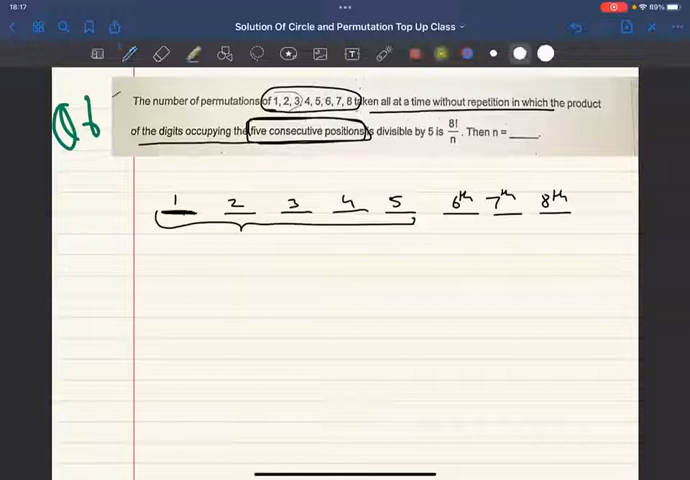 18:17
89%
Solution Of Circle and Permutation Top Up Class
Q6
The number of permutations of 1, 2, 3, 4, 5, 6, 7, 8 taken all at a time without repetition in which the product
of the digits occupying the five consecutive positions is divisible by 5 is 8!/n. Then n = ____.
1 2 3 4 5 6th 7th 8th